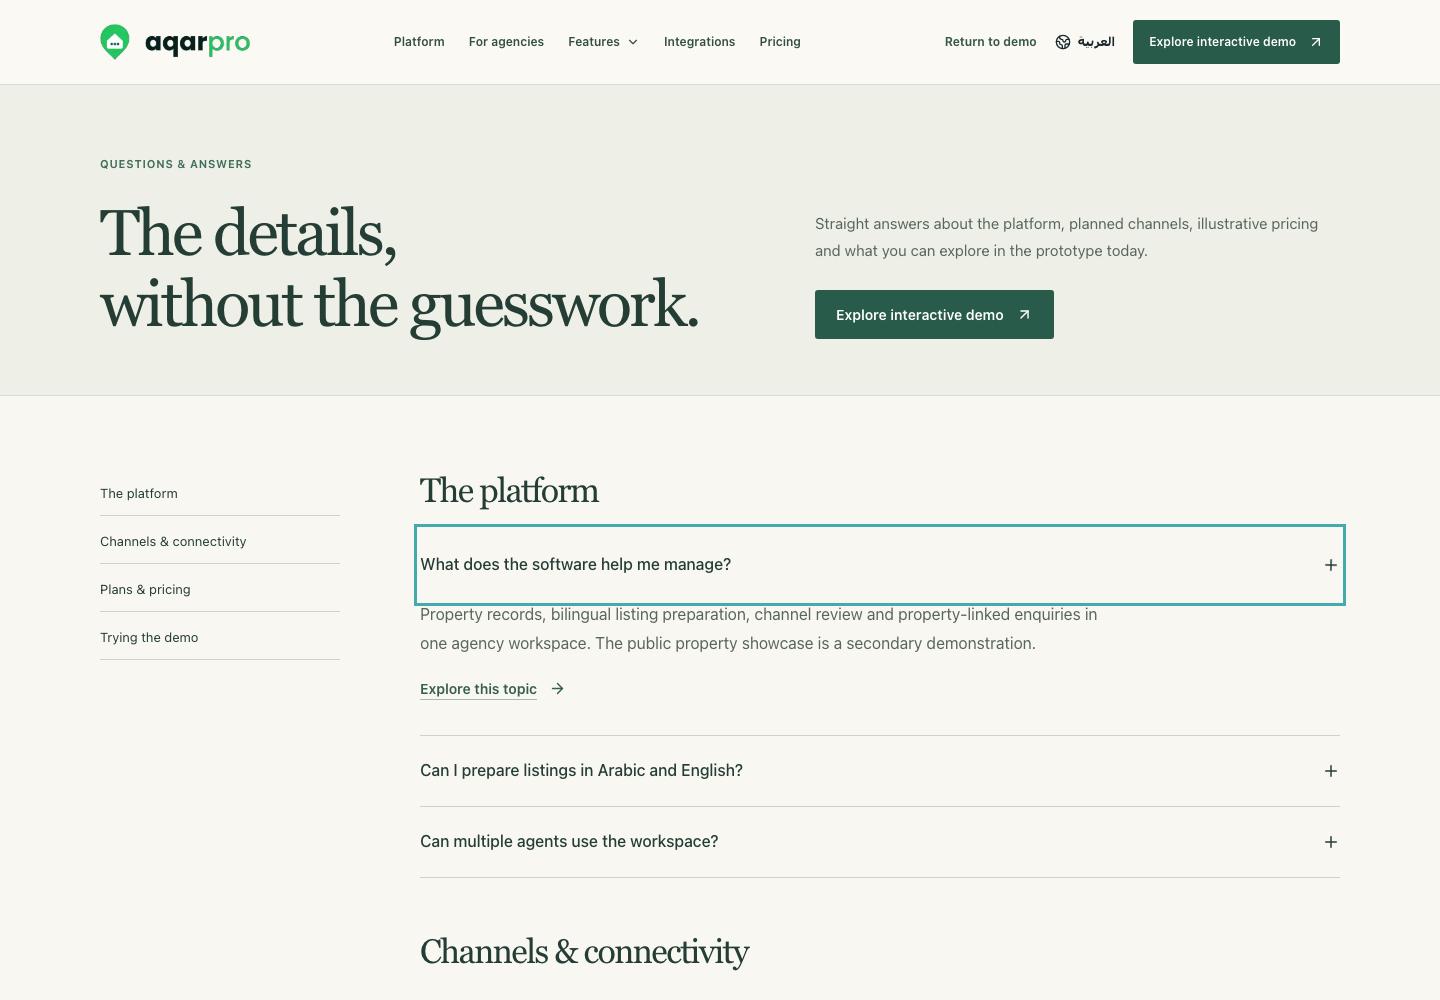 aqarpro
Platform
For agencies
Features
Integrations
Pricing
Return to demo
العربية
Explore interactive demo
QUESTIONS & ANSWERS
The details,
without the guesswork.
Straight answers about the platform, planned channels, illustrative pricing
and what you can explore in the prototype today.
Explore interactive demo
The platform
Channels & connectivity
Plans & pricing
Trying the demo
The platform
What does the software help me manage?
Property records, bilingual listing preparation, channel review and property-linked enquiries in
one agency workspace. The public property showcase is a secondary demonstration.
Explore this topic
Can I prepare listings in Arabic and English?
Can multiple agents use the workspace?
Channels & connectivity